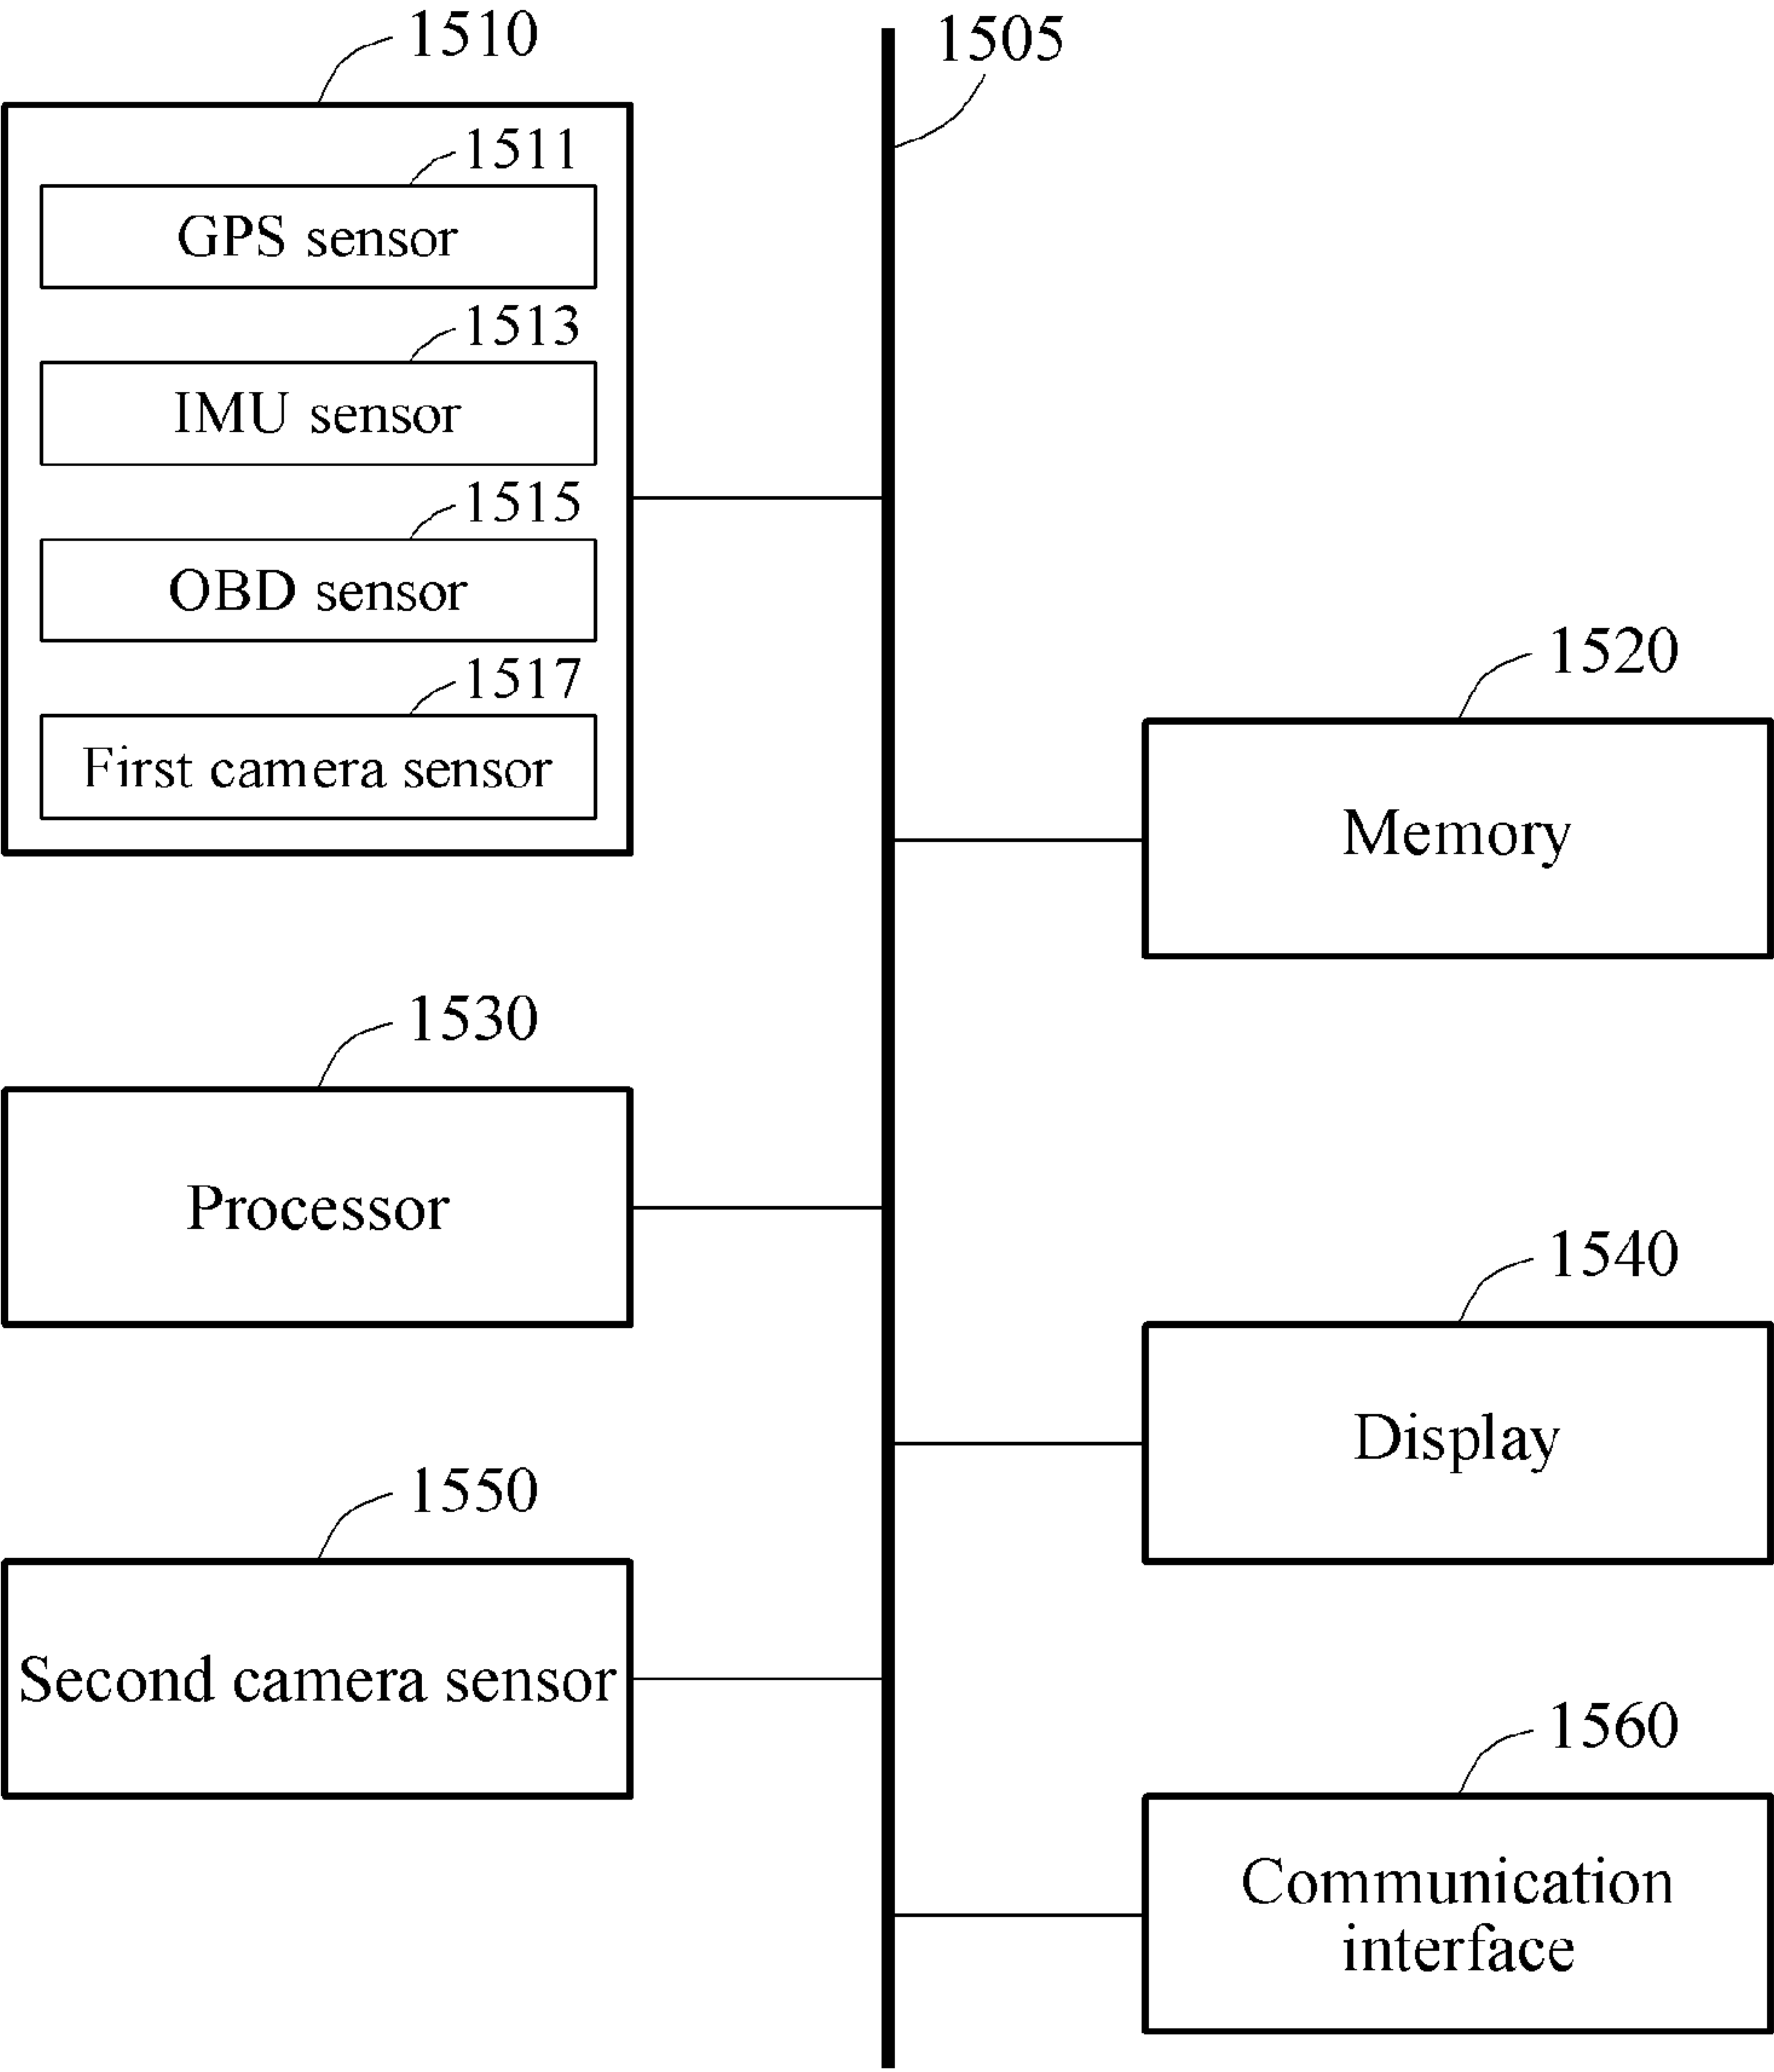 1510
1505
1511
GPS sensor
1513
IMU sensor
1515
OBD sensor
1517
First camera sensor
1520
Memory
1530
Processor
1540
Display
1550
Second camera sensor
1560
Communication
interface